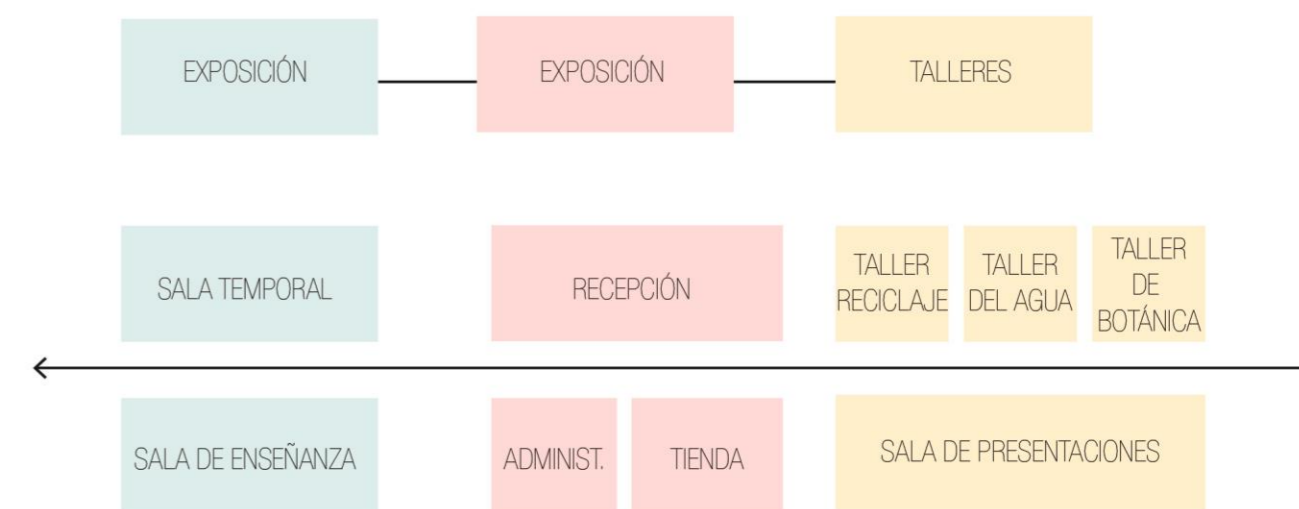 EXPOSICIÓN
EXPOSICIÓN
TALLERES
SALA TEMPORAL
RECEPCIÓN
TALLER
RECICLAJE
TALLER
DEL AGUA
TALLER
DE
BOTÁNICA
SALA DE ENSEÑANZA
ADMINIST.
TIENDA
SALA DE PRESENTACIONES